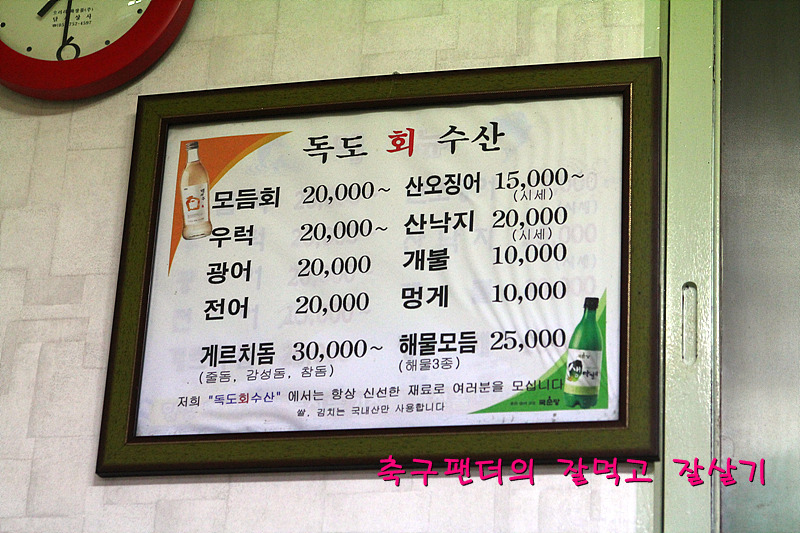 독도 회 수산
모듬회 20,000~ 산오징어 15,000~
(시세)
우럭 20,000~ 산낙지 20,000
(시세)
광어 20,000 개불 10,000
전어 20,000 멍게 10,000
게르치돔 30,000~ 해물모듬 25,000
(줄돔, 감성돔, 참돔) (해물3종)
저희 "독도회수산" 에서는 항상 신선한 재료로 여러분을 모십니다
쌀, 김치는 국내산만 사용합니다
국순당
축구팬더의 잘먹고 잘살기